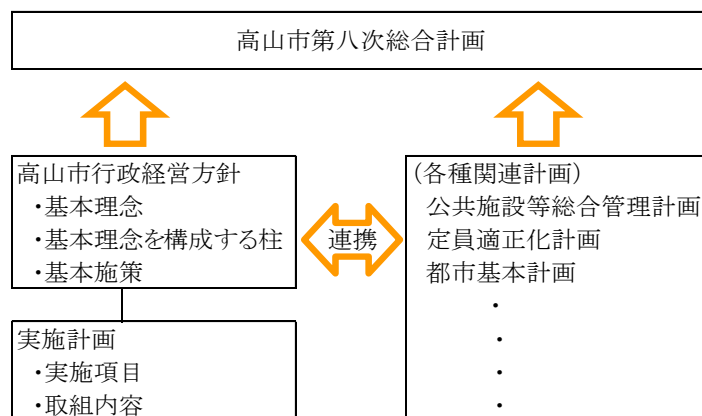 高山市第八次総合計画
高山市行政経営方針
・基本理念
・基本理念を構成する柱
・基本施策
連携
(各種関連計画)
公共施設等総合管理計画
定員適正化計画
都市基本計画
・
・
・
・
実施計画
・実施項目
・取組内容